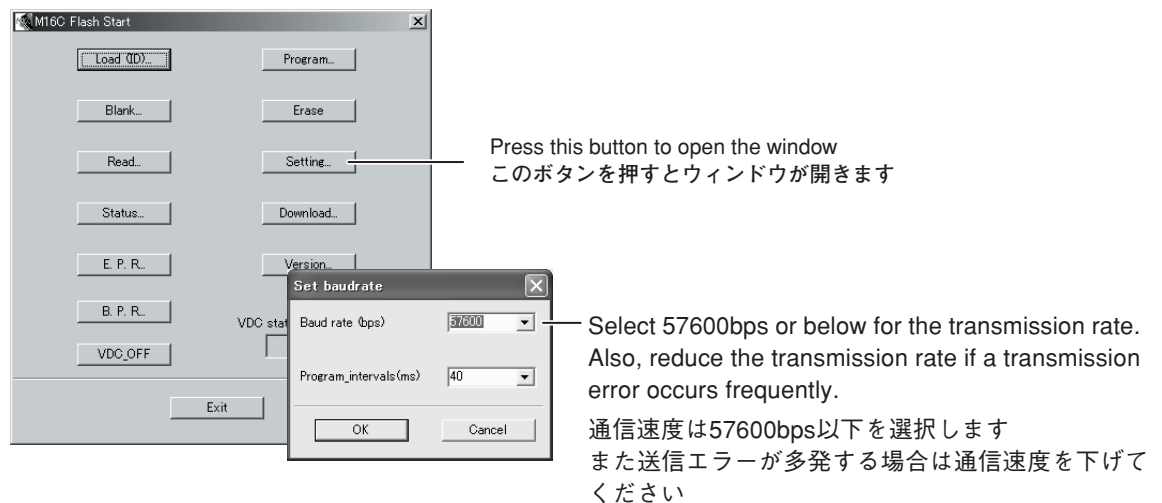 M16C Flash Start
Load (ID)...
Program...
Blank...
Erase
Read...
Setting...
Press this button to open the window
このボタンを押すとウィンドウが開きます
Status...
Download...
E. P. R...
Version...
B. P. R...
VDC stat
VDC_OFF
Exit
Set baudrate
Baud rate (bps)
57600
Program_intervals(ms)
40
OK
Cancel
Select 57600bps or below for the transmission rate.
Also, reduce the transmission rate if a transmission
error occurs frequently.
通信速度は57600bps以下を選択します
また送信エラーが多発する場合は通信速度を下げて
ください